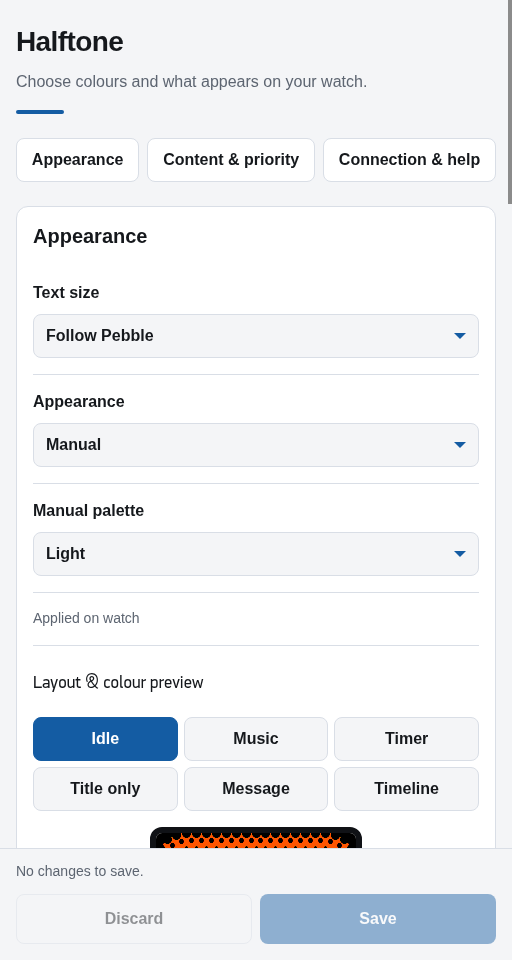 Halftone
Choose colours and what appears on your watch.
Appearance
Content & priority
Connection & help
Appearance
Text size
Follow Pebble
Appearance
Manual
Manual palette
Light
Applied on watch
Layout & colour preview
Idle
Music
Timer
Title only
Message
Timeline
No changes to save.
Discard
Save